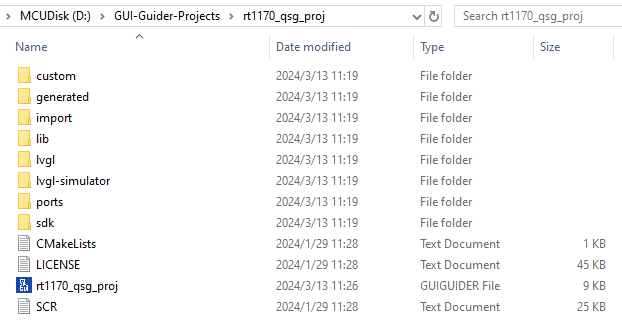 MCUDisk (D:) GUI-Guider-Projects rt1170_qsg_proj Search rt1170_qsg_proj
Name Date modified Type Size
custom 2024/3/13 11:19 File folder
generated 2024/3/13 11:19 File folder
import 2024/3/13 11:19 File folder
lib 2024/3/13 11:19 File folder
lvgl 2024/3/13 11:19 File folder
lvgl-simulator 2024/3/13 11:19 File folder
ports 2024/3/13 11:19 File folder
sdk 2024/3/13 11:19 File folder
CMakeLists 2024/1/29 11:28 Text Document 1 KB
LICENSE 2024/1/29 11:28 Text Document 45 KB
rt1170_qsg_proj 2024/3/13 11:26 GUIGUIDER File 9 KB
SCR 2024/1/29 11:28 Text Document 25 KB